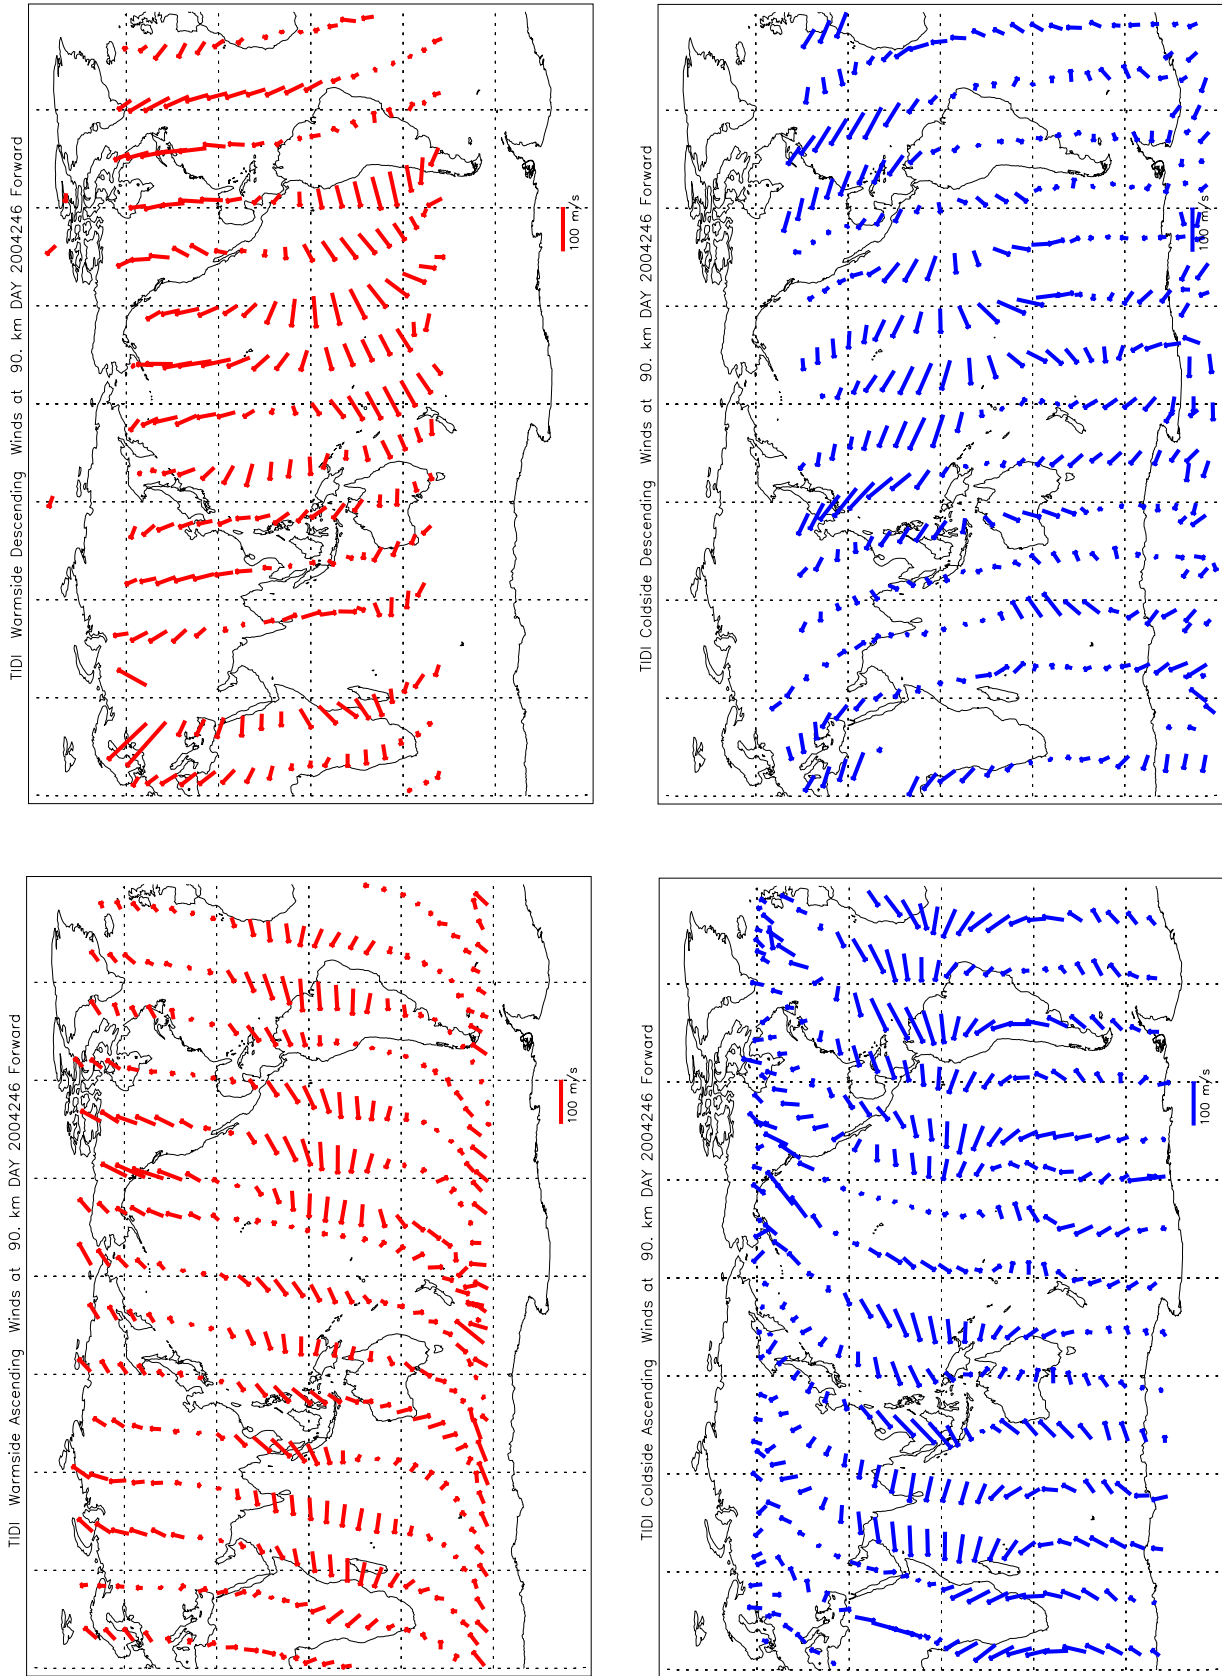 TIDI Warmside Ascending Winds at 90. km DAY 2004246 Forward
100 m/s
TIDI Warmside Descending Winds at 90. km DAY 2004246 Forward
100 m/s
TIDI Coldside Ascending Winds at 90. km DAY 2004246 Forward
100 m/s
TIDI Coldside Descending Winds at 90. km DAY 2004246 Forward
100 m/s